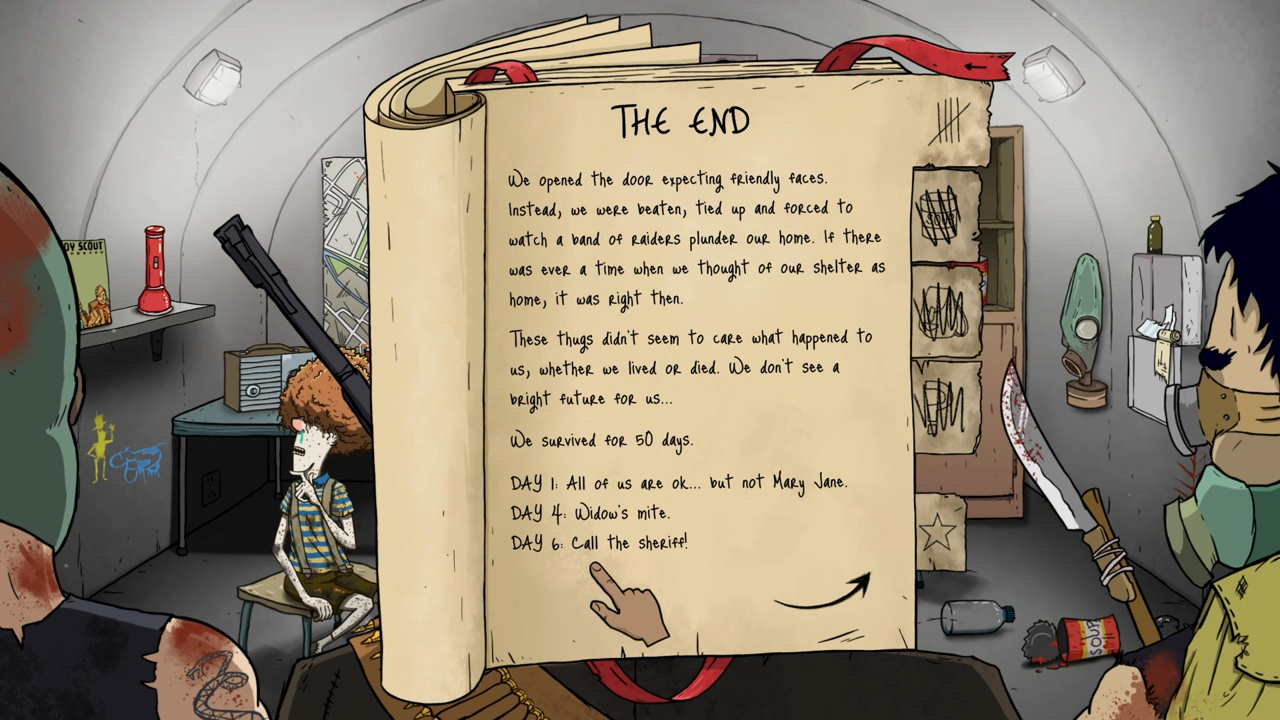 THE END
We opened the door expecting friendly faces.
Instead, we were beaten, tied up and forced to
watch a band of raiders plunder our home. If there
was ever a time when we thought of our shelter as
home, it was right then.
These thugs didn't seem to care what happened to
us, whether we lived or died. We don't see a
bright future for us...
We survived for 50 days.
DAY 1: All of us are ok... but not Mary Jane.
DAY 4: Widow's mite.
DAY 6: Call the sheriff!
OY SCOUT
SOUP